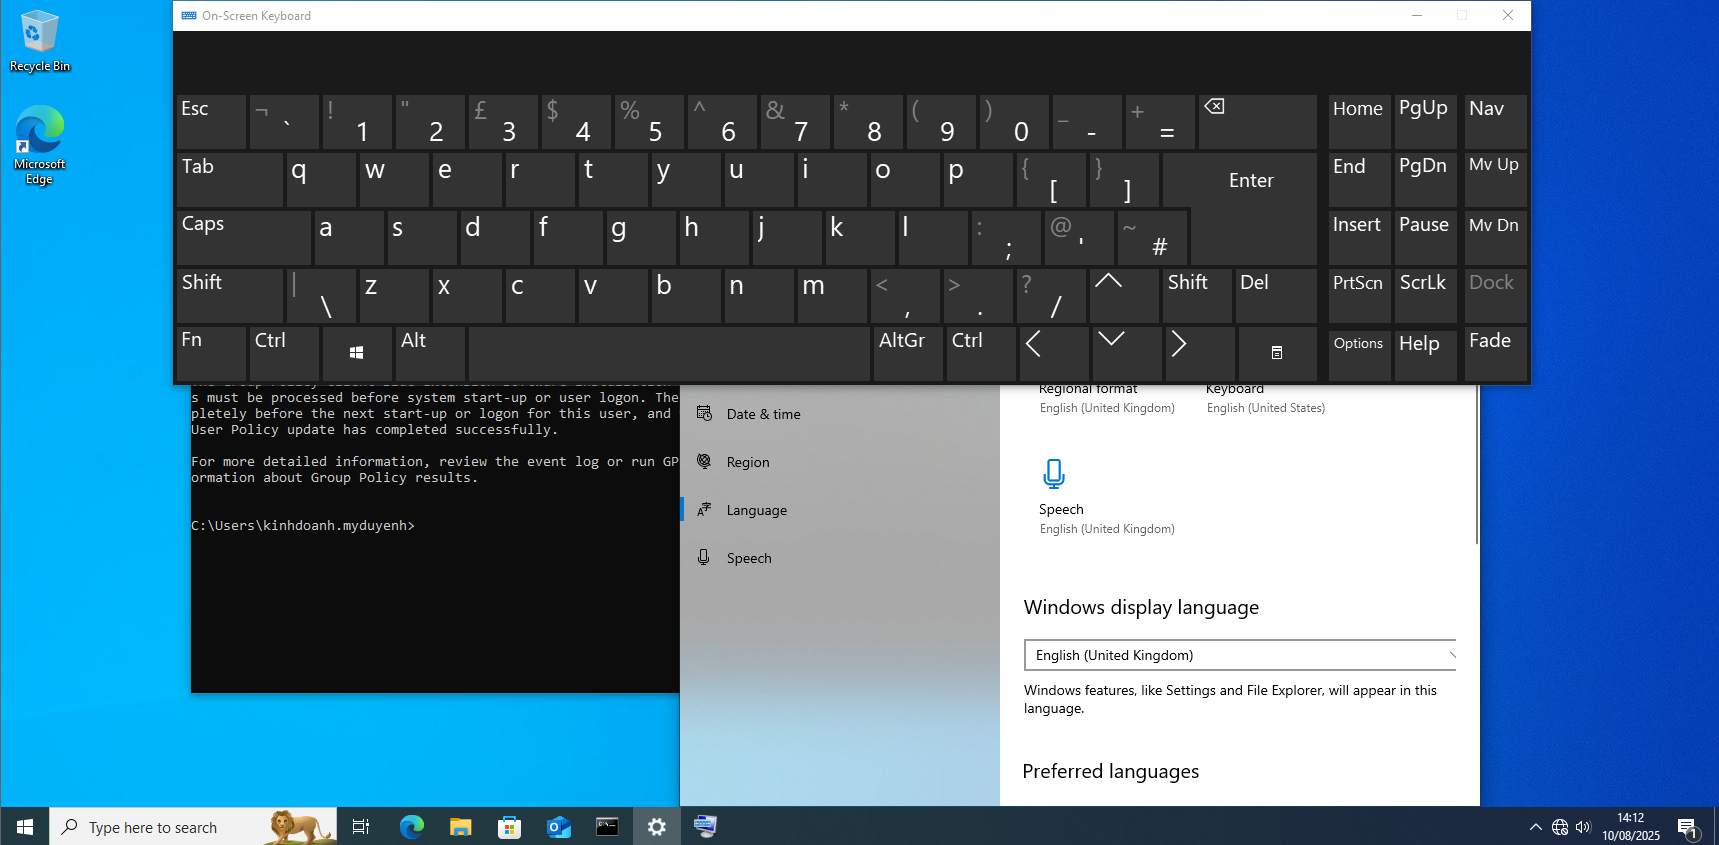 Recycle Bin
Microsoft
Edge
On-Screen Keyboard
Esc ¬ ` ! 1 " 2 £ 3 $ 4 % 5 ^ 6 & 7 * 8 ( 9 ) 0 _ - + = Home PgUp Nav
Tab q w e r t y u i o p { [ } ] Enter End PgDn Mv Up
Caps a s d f g h j k l : ; @ ' ~ # Insert Pause Mv Dn
Shift | \ z x c v b n m < , > . ? / Shift Del PrtScn ScrLk Dock
Fn Ctrl Alt AltGr Ctrl Options Help Fade
s must be processed before system start-up or user logon. The
pletely before the next start-up or logon for this user, and
User Policy update has completed successfully.
For more detailed information, review the event log or run GP
ormation about Group Policy results.
C:\Users\kinhdoanh.myduyenh>
Date & time
Region
Language
Speech
Regional format
English (United Kingdom)
Keyboard
English (United States)
Speech
English (United Kingdom)
Windows display language
English (United Kingdom)
Windows features, like Settings and File Explorer, will appear in this
language.
Preferred languages
Type here to search
14:12
10/08/2025
1